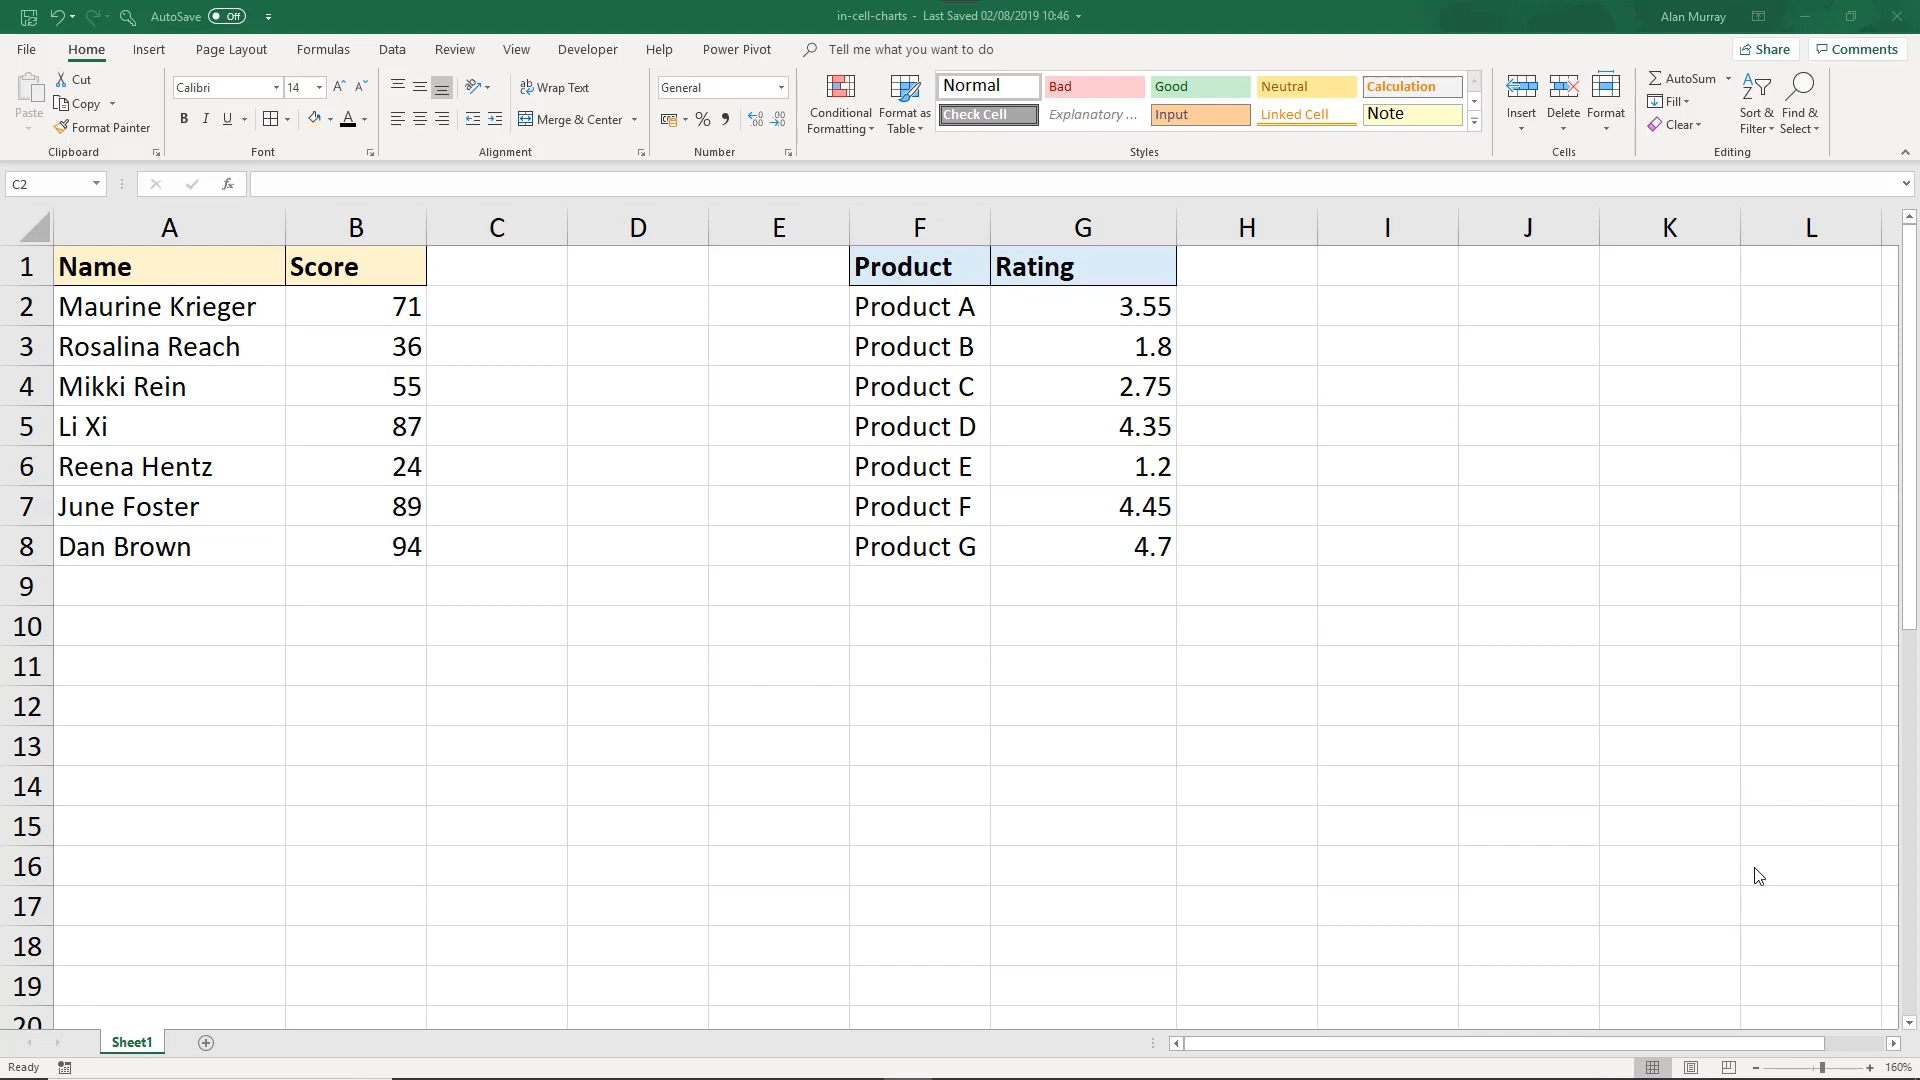 AutoSave Off
in-cell-charts - Last Saved 02/08/2019 10:46
Alan Murray
File Home Insert Page Layout Formulas Data Review View Developer Help Power Pivot Tell me what you want to do Share Comments
Paste
Cut
Copy
Format Painter
Clipboard
Calibri 14
B I U A
Font
Wrap Text
Merge & Center
Alignment
General
%
Number
Conditional Formatting
Format as Table
Normal Bad Good Neutral Calculation
Check Cell Explanatory ... Input Linked Cell Note
Styles
Insert Delete Format
Cells
AutoSum
Fill
Clear
Sort & Filter
Find & Select
Editing
C2 fx
A B C D E F G H I J K L
1 Name Score Product Rating
2 Maurine Krieger 71 Product A 3.55
3 Rosalina Reach 36 Product B 1.8
4 Mikki Rein 55 Product C 2.75
5 Li Xi 87 Product D 4.35
6 Reena Hentz 24 Product E 1.2
7 June Foster 89 Product F 4.45
8 Dan Brown 94 Product G 4.7
9
10
11
12
13
14
15
16
17
18
19
20
Sheet1
Ready 160%